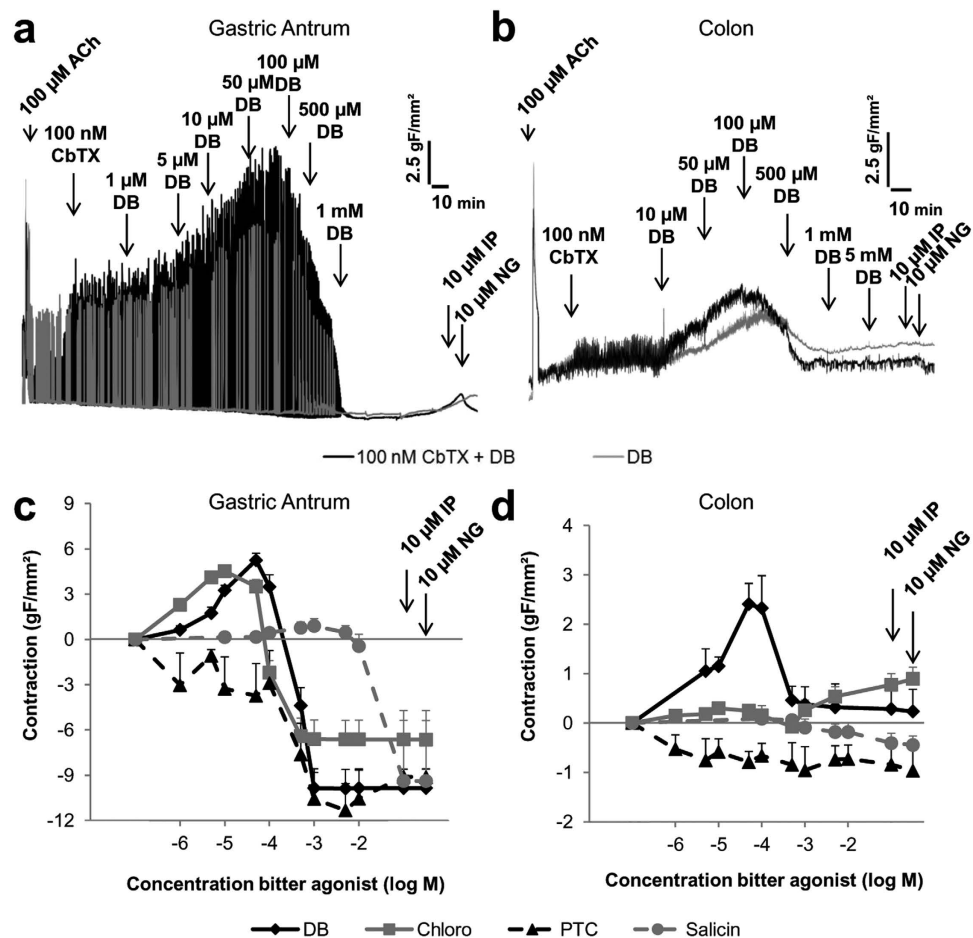 a
Gastric Antrum
100 µM ACh
100 nM
CbTX
1 µM
DB
5 µM
DB
10 µM
DB
50 µM
DB
100 µM
DB
500 µM
DB
1 mM
DB
2.5 gF/mm²
10 min
10 µM IP
10 µM NG
b
Colon
100 µM ACh
100 nM
CbTX
10 µM
DB
50 µM
DB
100 µM
DB
500 µM
DB
1 mM
DB
5 mM
DB
2.5 gF/mm²
10 min
10 µM IP
10 µM NG
100 nM CbTX + DB
DB
c
Gastric Antrum
10 µM IP
10 µM NG
Contraction (gF/mm²)
9
6
3
0
-3
-6
-9
-12
-6 -5 -4 -3 -2
Concentration bitter agonist (log M)
d
Colon
10 µM IP
10 µM NG
Contraction (gF/mm²)
4
3
2
1
0
-1
-2
-6 -5 -4 -3 -2
Concentration bitter agonist (log M)
DB Chloro PTC Salicin